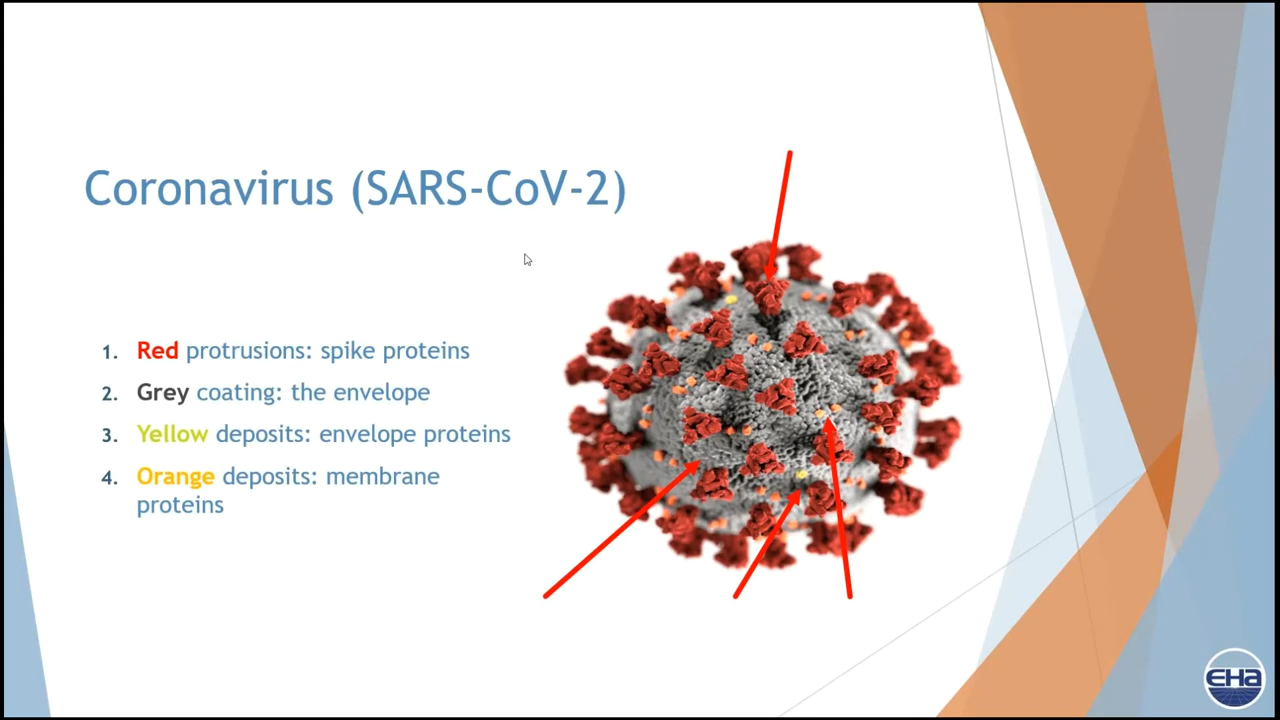 Coronavirus (SARS-CoV-2)
1. Red protrusions: spike proteins
2. Grey coating: the envelope
3. Yellow deposits: envelope proteins
4. Orange deposits: membrane
proteins
EHA